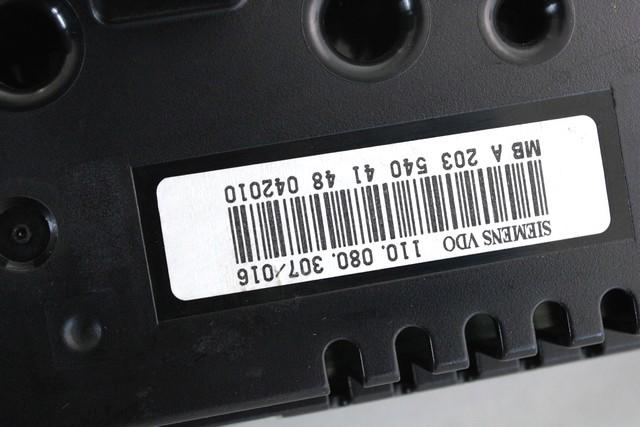 SIEMENS VDO 110. 080. 307/016
MB A 203 540 41 48 042010